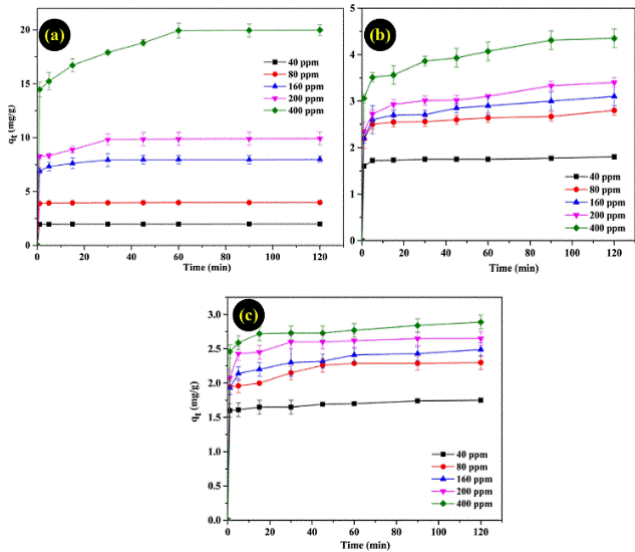 (a)
20
15
10
5
0
qt (mg/g)
40 ppm
80 ppm
160 ppm
200 ppm
400 ppm
0 20 40 60 80 100 120
Time (min)
(b)
5
4
3
2
1
0
qt (mg/g)
40 ppm
80 ppm
160 ppm
200 ppm
400 ppm
0 20 40 60 80 100 120
Time (min)
(c)
3.0
2.5
2.0
1.5
1.0
0.5
0.0
qt (mg/g)
40 ppm
80 ppm
160 ppm
200 ppm
400 ppm
0 20 40 60 80 100 120
Time (min)